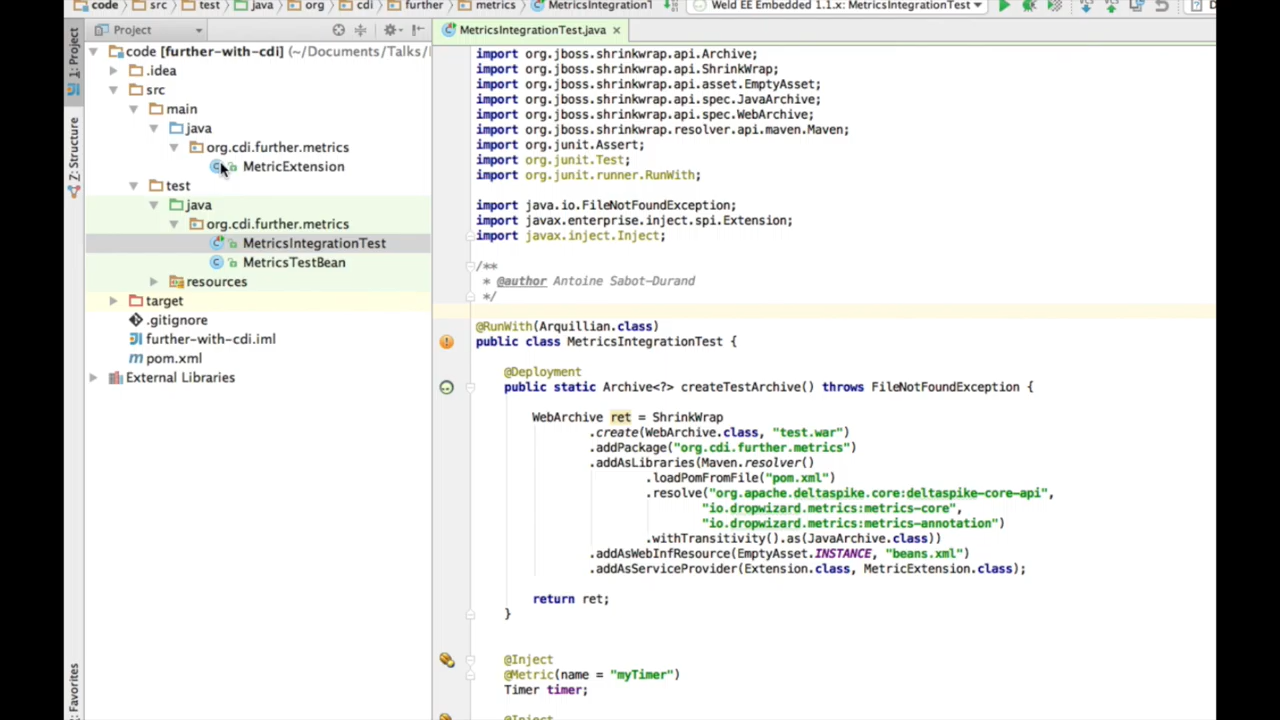 code src test java org cdi further metrics MetricsIntegration Weld EE Embedded 1.1.x: MetricsIntegrationTest
1: Project
Project
MetricsIntegrationTest.java
code [further-with-cdi] (~/Documents/Talks/
.idea
src
main
java
org.cdi.further.metrics
MetricExtension
test
java
org.cdi.further.metrics
MetricsIntegrationTest
MetricsTestBean
resources
target
.gitignore
further-with-cdi.iml
pom.xml
External Libraries
Z: Structure
: Favorites
import org.jboss.shrinkwrap.api.Archive;
import org.jboss.shrinkwrap.api.ShrinkWrap;
import org.jboss.shrinkwrap.api.asset.EmptyAsset;
import org.jboss.shrinkwrap.api.spec.JavaArchive;
import org.jboss.shrinkwrap.api.spec.WebArchive;
import org.jboss.shrinkwrap.resolver.api.maven.Maven;
import org.junit.Assert;
import org.junit.Test;
import org.junit.runner.RunWith;
import java.io.FileNotFoundException;
import javax.enterprise.inject.spi.Extension;
import javax.inject.Inject;
/**
* @author Antoine Sabot-Durand
*/
@RunWith(Arquillian.class)
public class MetricsIntegrationTest {
@Deployment
public static Archive<?> createTestArchive() throws FileNotFoundException {
WebArchive ret = ShrinkWrap
.create(WebArchive.class, "test.war")
.addPackage("org.cdi.further.metrics")
.addAsLibraries(Maven.resolver()
.loadPomFromFile("pom.xml")
.resolve("org.apache.deltaspike.core:deltaspike-core-api",
"io.dropwizard.metrics:metrics-core",
"io.dropwizard.metrics:metrics-annotation")
.withTransitivity().as(JavaArchive.class))
.addAsWebInfResource(EmptyAsset.INSTANCE, "beans.xml")
.addAsServiceProvider(Extension.class, MetricExtension.class);
return ret;
}
@Inject
@Metric(name = "myTimer")
Timer timer;
@Inject